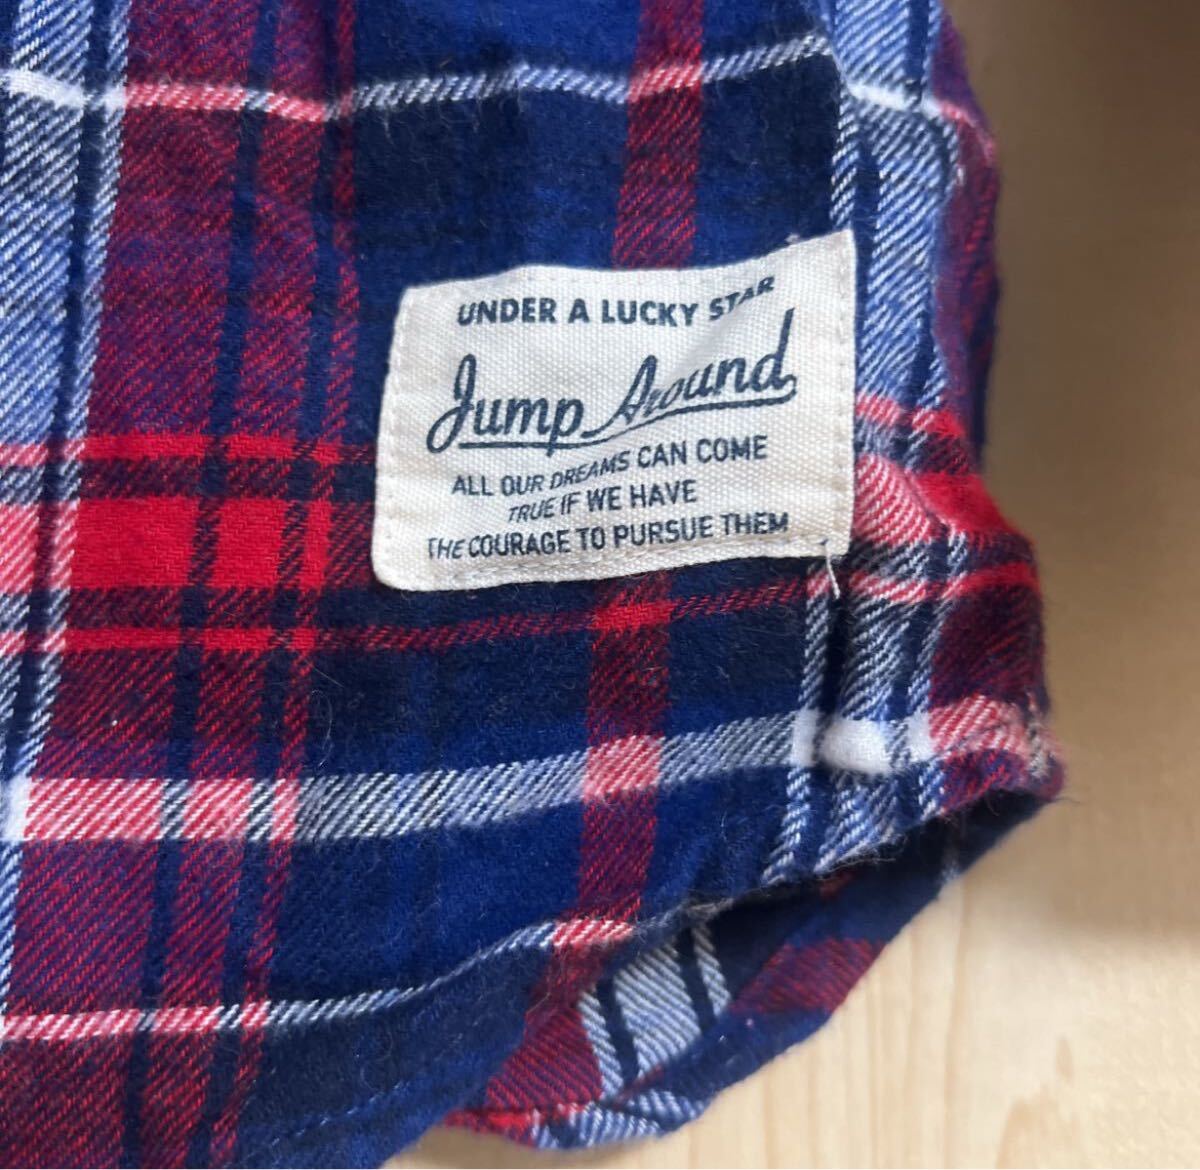 UNDER A LUCKY STAR
Jump Around
ALL OUR DREAMS CAN COME
TRUE IF WE HAVE
THE COURAGE TO PURSUE THEM